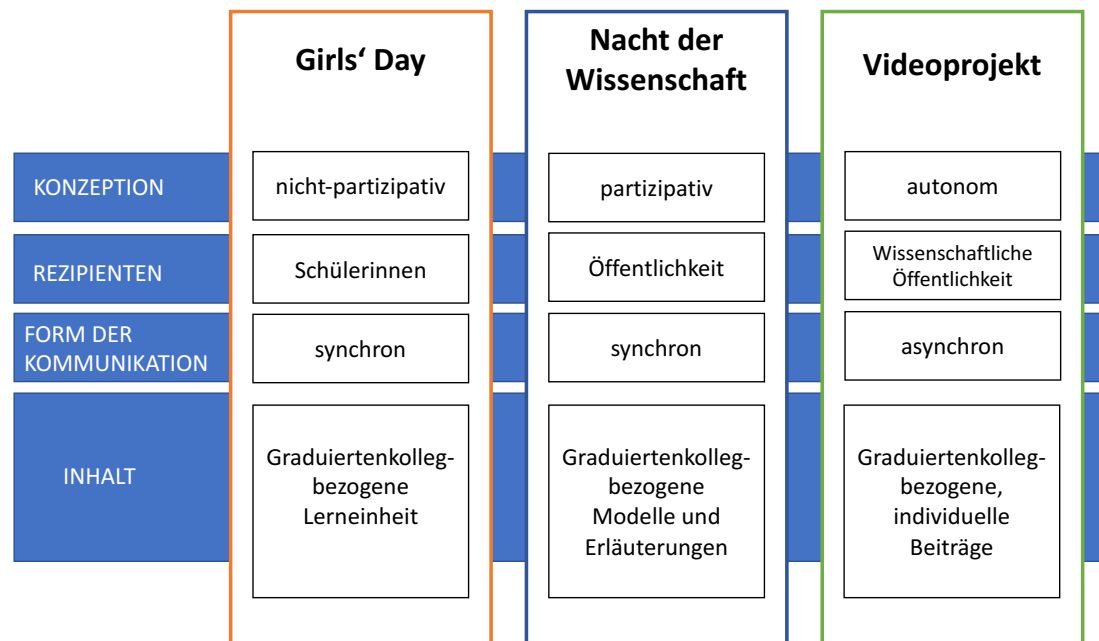 Girls‘ Day
Nacht der
Wissenschaft
Videoprojekt
KONZEPTION
nicht-partizipativ
partizipativ
autonom
REZIPIENTEN
Schülerinnen
Öffentlichkeit
Wissenschaftliche
Öffentlichkeit
FORM DER
KOMMUNIKATION
synchron
synchron
asynchron
INHALT
Graduiertenkolleg-
bezogene
Lerneinheit
Graduiertenkolleg-
bezogene
Modelle und
Erläuterungen
Graduiertenkolleg-
bezogene,
individuelle
Beiträge